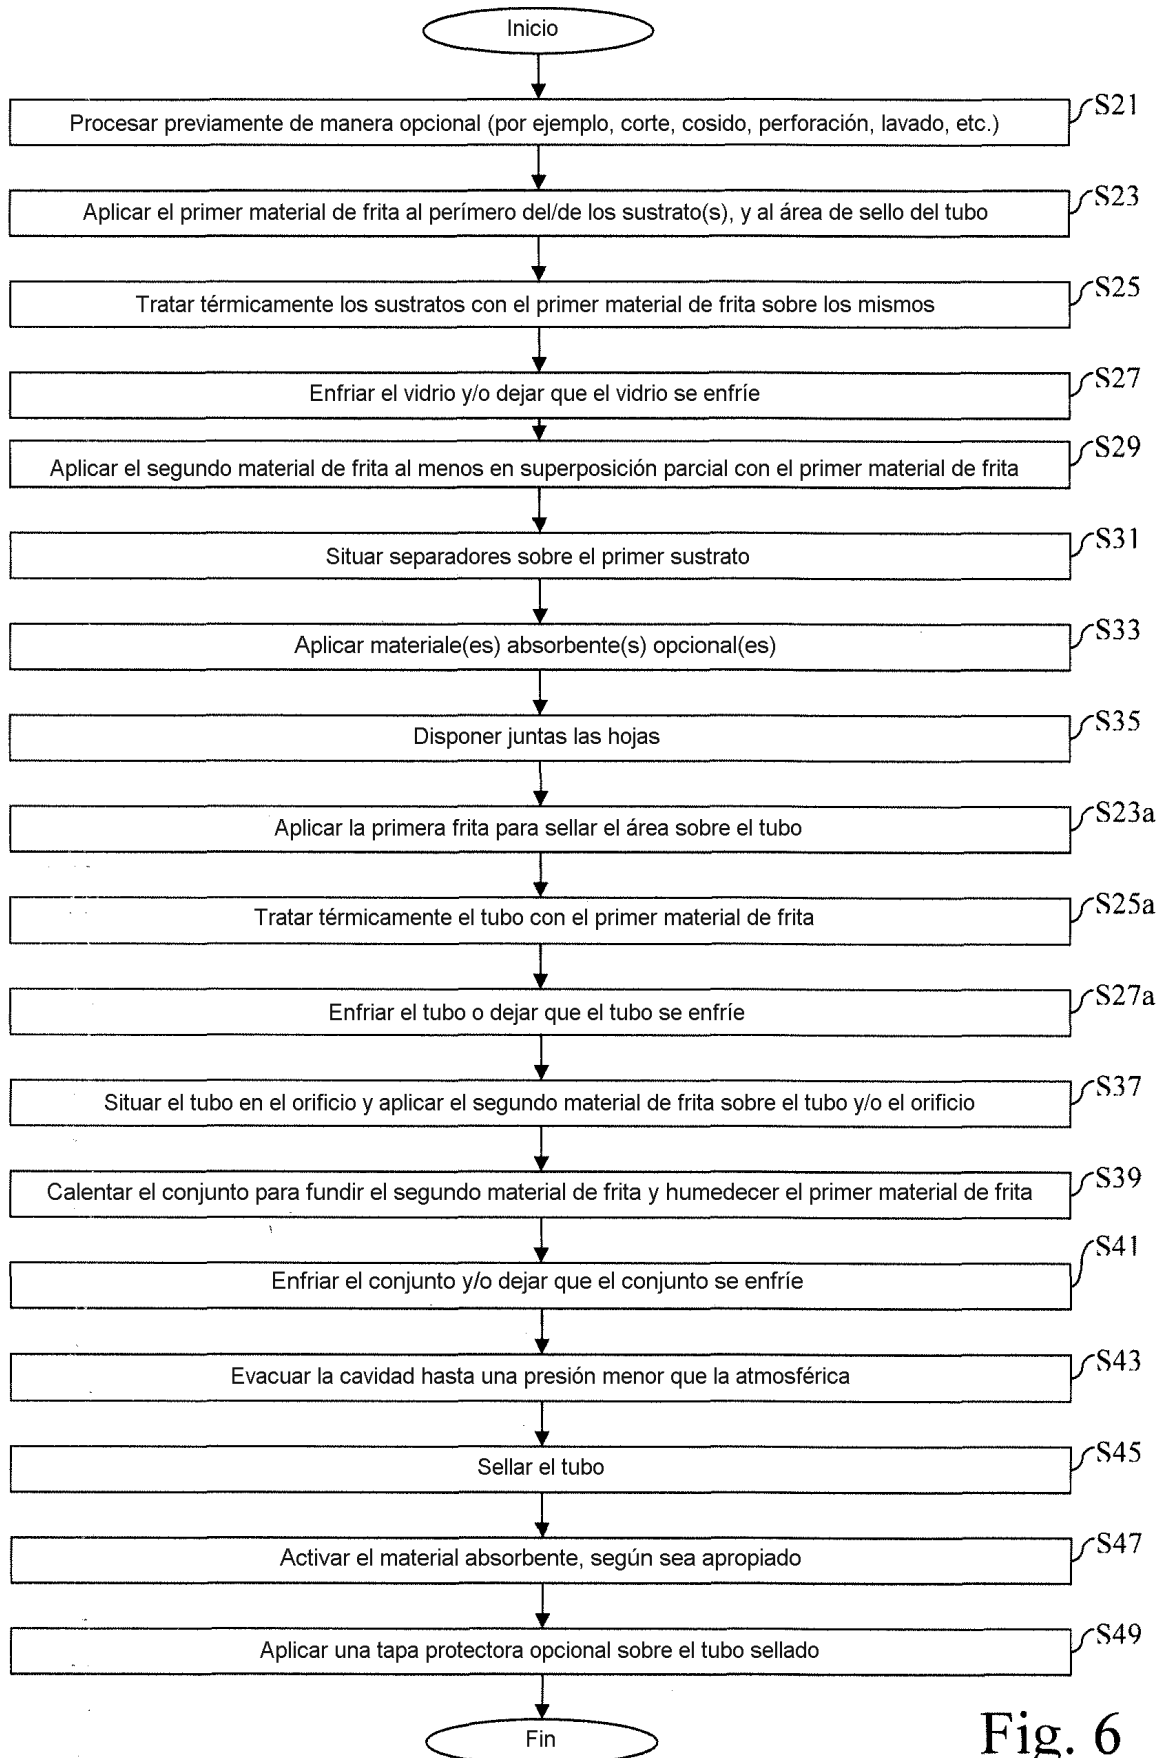 Inicio
Procesar previamente de manera opcional (por ejemplo, corte, cosido, perforación, lavado, etc.)
S21
Aplicar el primer material de frita al perímero del/de los sustrato(s), y al área de sello del tubo
S23
Tratar térmicamente los sustratos con el primer material de frita sobre los mismos
S25
Enfriar el vidrio y/o dejar que el vidrio se enfríe
S27
Aplicar el segundo material de frita al menos en superposición parcial con el primer material de frita
S29
Situar separadores sobre el primer sustrato
S31
Aplicar materiale(es) absorbente(s) opcional(es)
S33
Disponer juntas las hojas
S35
Aplicar la primera frita para sellar el área sobre el tubo
S23a
Tratar térmicamente el tubo con el primer material de frita
S25a
Enfriar el tubo o dejar que el tubo se enfríe
S27a
Situar el tubo en el orificio y aplicar el segundo material de frita sobre el tubo y/o el orificio
S37
Calentar el conjunto para fundir el segundo material de frita y humedecer el primer material de frita
S39
Enfriar el conjunto y/o dejar que el conjunto se enfríe
S41
Evacuar la cavidad hasta una presión menor que la atmosférica
S43
Sellar el tubo
S45
Activar el material absorbente, según sea apropiado
S47
Aplicar una tapa protectora opcional sobre el tubo sellado
S49
Fin
Fig. 6